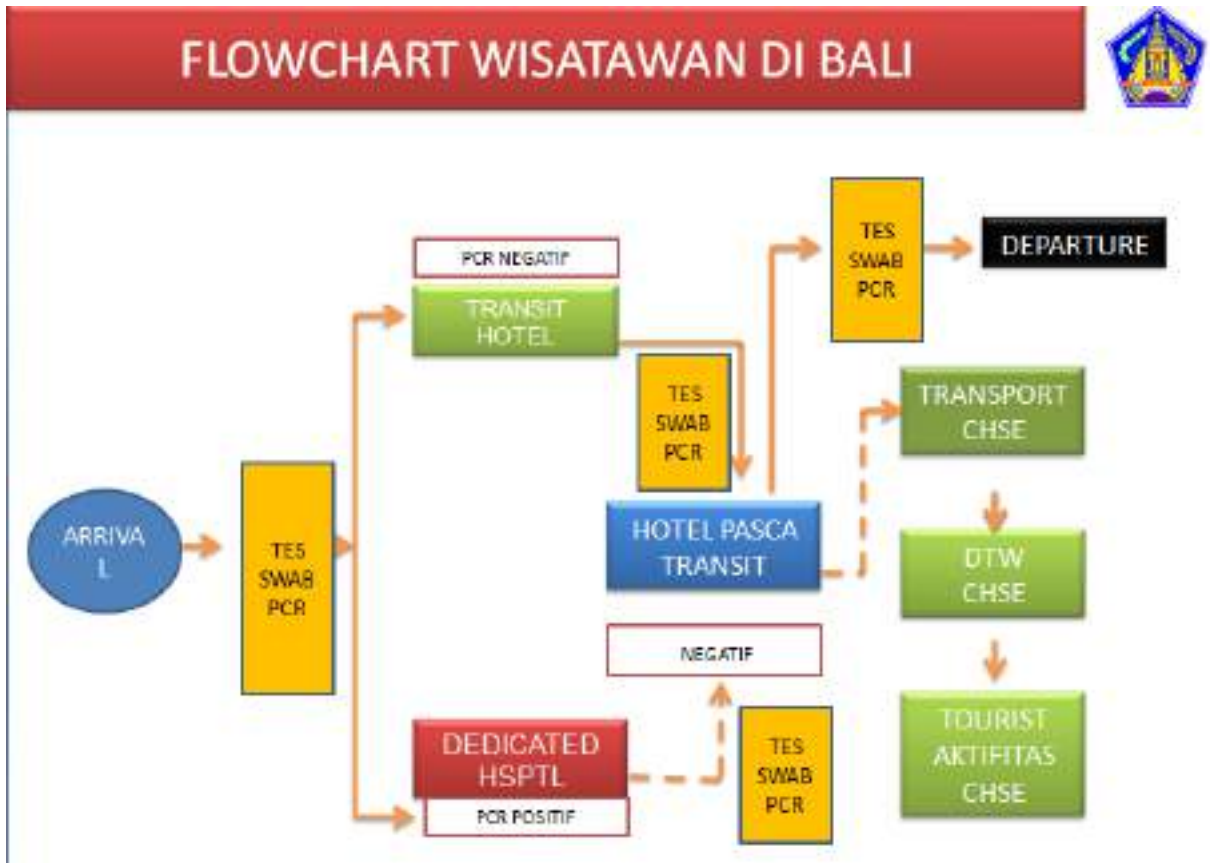 FLOWCHART WISATAWAN DI BALI
ARRIVA
L
TES
SWAB
PCR
PCR NEGATIF
TRANSIT
HOTEL
TES
SWAB
PCR
HOTEL PASCA
TRANSIT
TES
SWAB
PCR
DEPARTURE
TRANSPORT
CHSE
DTW
CHSE
TOURIST
AKTIFITAS
CHSE
NEGATIF
DEDICATED
HSPTL
PCR POSITIF
TES
SWAB
PCR